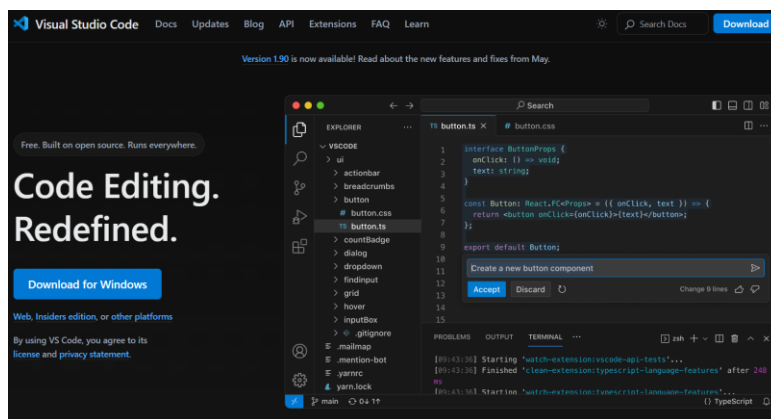 Visual Studio Code Docs Updates Blog API Extensions FAQ Learn Search Docs Download
Version 1.90 is now available! Read about the new features and fixes from May.
Free. Built on open source. Runs everywhere.
Code Editing.
Redefined.
Download for Windows
Web, Insiders edition, or other platforms
By using VS Code, you agree to its
license and privacy statement.
Search
EXPLORER
VSCODE
ui
actionbar
breadcrumbs
button
# button.css
TS button.ts
countBadge
dialog
dropdown
findinput
grid
hover
inputBox
.gitignore
.mailmap
.mention-bot
.yarnrc
yarn.lock
TS button.ts # button.css
1 interface ButtonProps {
2 onClick: () => void;
3 text: string;
4 }
5
6 const Button: React.FC<Props> = ({ onClick, text }) => {
7 return <button onClick={onClick}>{text}</button>;
7 };
8
9 export default Button;
10
11 Create a new button component
12 Accept Discard Change 9 lines
13
14
15
PROBLEMS OUTPUT TERMINAL zsh
[09:43:36] Starting 'watch-extension:vscode-api-tests'...
[09:43:36] Finished 'clean-extension:typescript-language-features' after 248
ms
[09:43:36] Starting 'watch-extension:typescript-language-features'...
main 0↓ 1↑ {} TypeScript